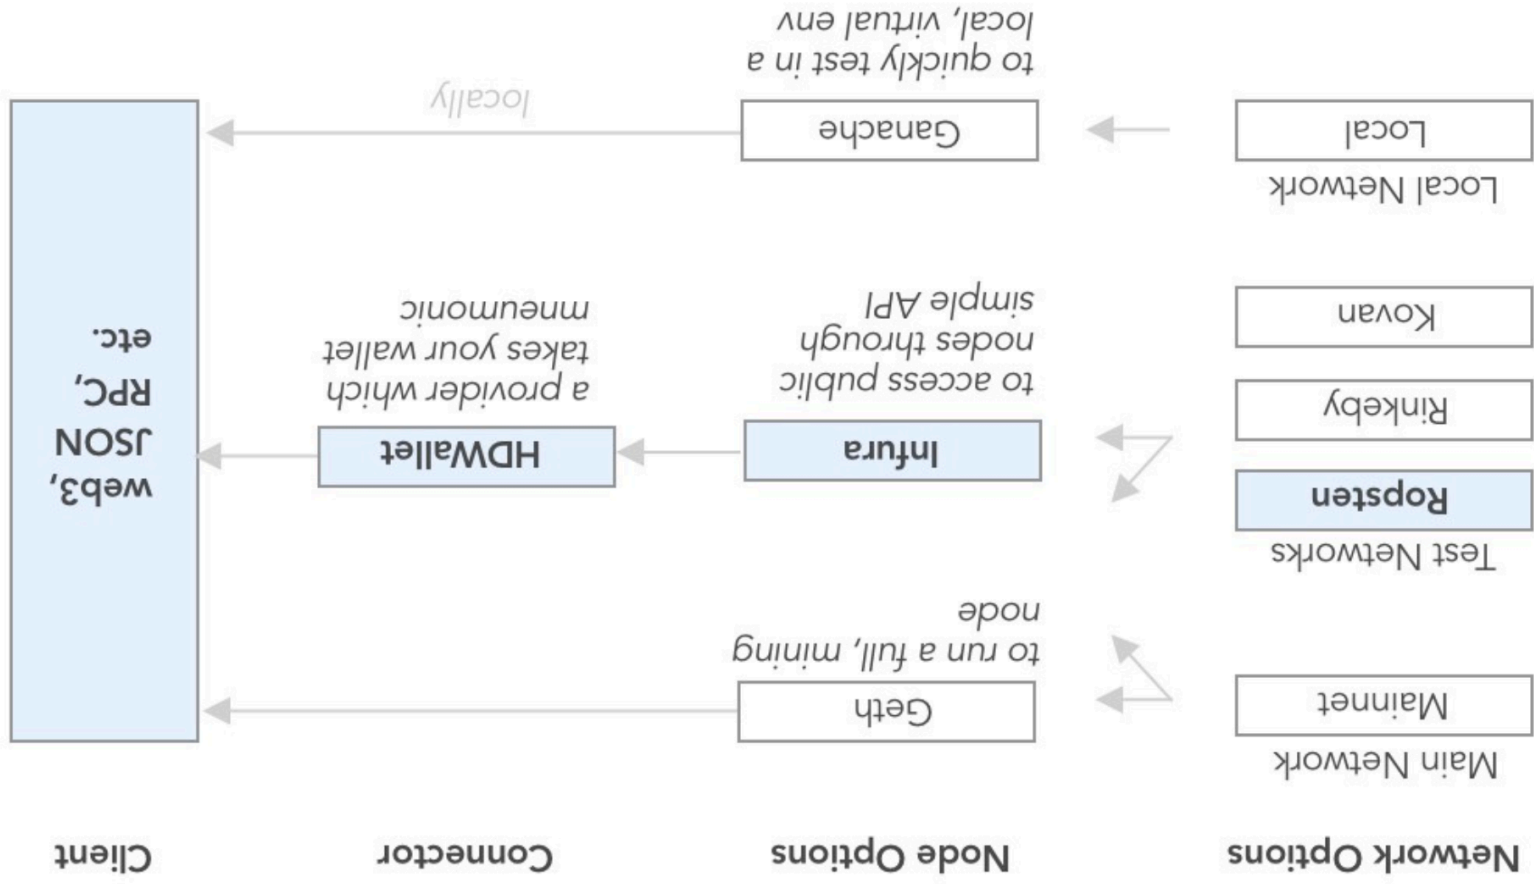 Network Options
Node Options
Connector
Client
Main Network
Mainnet
Test Networks
Ropsten
Rinkeby
Kovan
Local Network
Local
Geth
to run a full, mining
node
Infura
to access public
nodes through
simple API
Ganache
to quickly test in a
local, virtual env
HDWallet
a provider which
takes your wallet
mneumonic
locally
web3,
JSON
RPC,
etc.